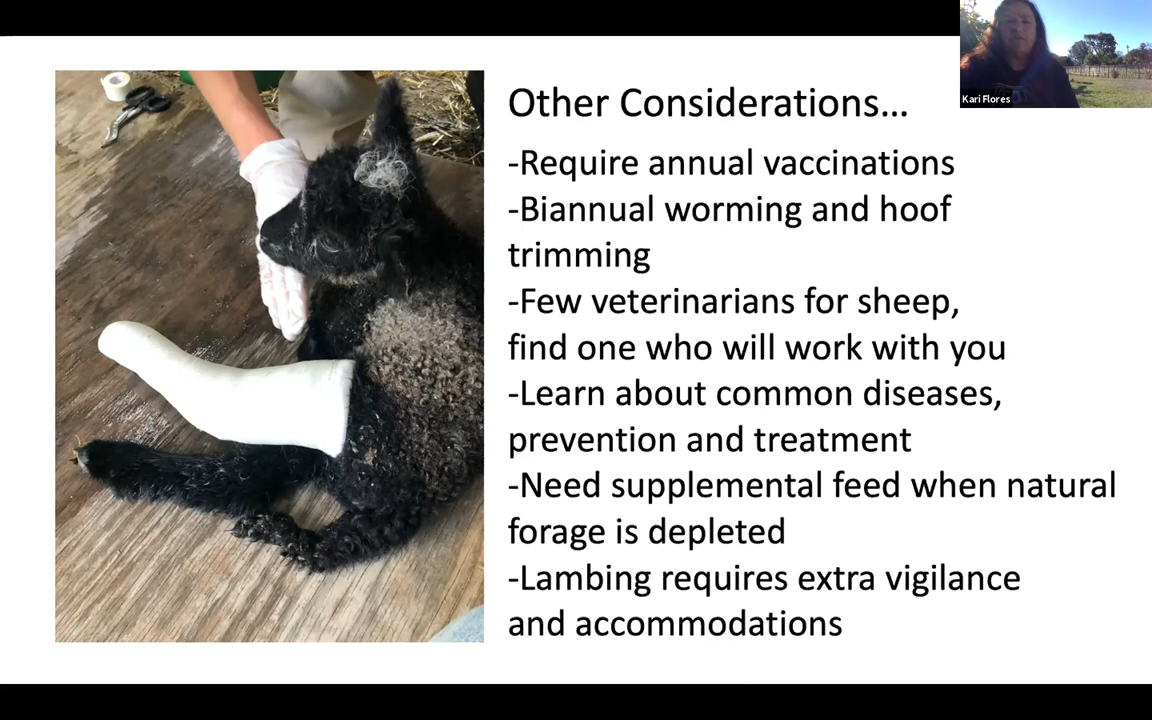 Kari Flores
Other Considerations...
-Require annual vaccinations
-Biannual worming and hoof
trimming
-Few veterinarians for sheep,
find one who will work with you
-Learn about common diseases,
prevention and treatment
-Need supplemental feed when natural
forage is depleted
-Lambing requires extra vigilance
and accommodations